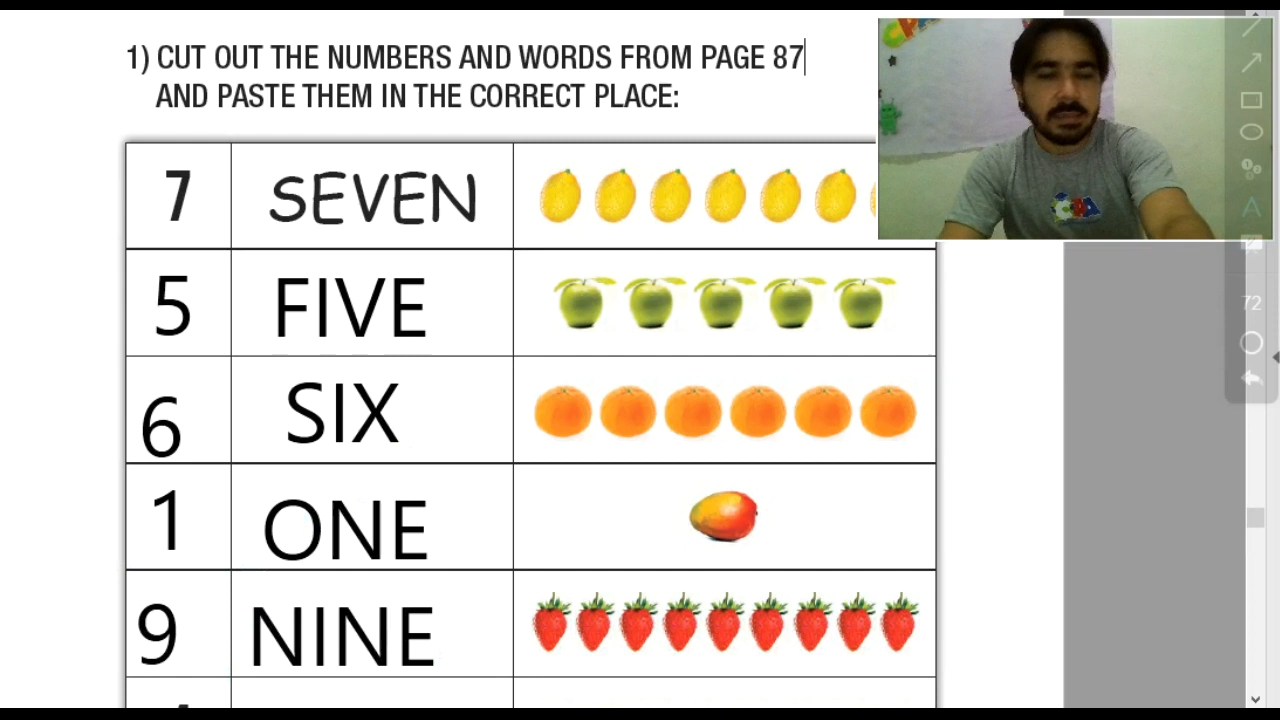 1) CUT OUT THE NUMBERS AND WORDS FROM PAGE 87
AND PASTE THEM IN THE CORRECT PLACE:
7 SEVEN
5 FIVE
6 SIX
1 ONE
9 NINE
72